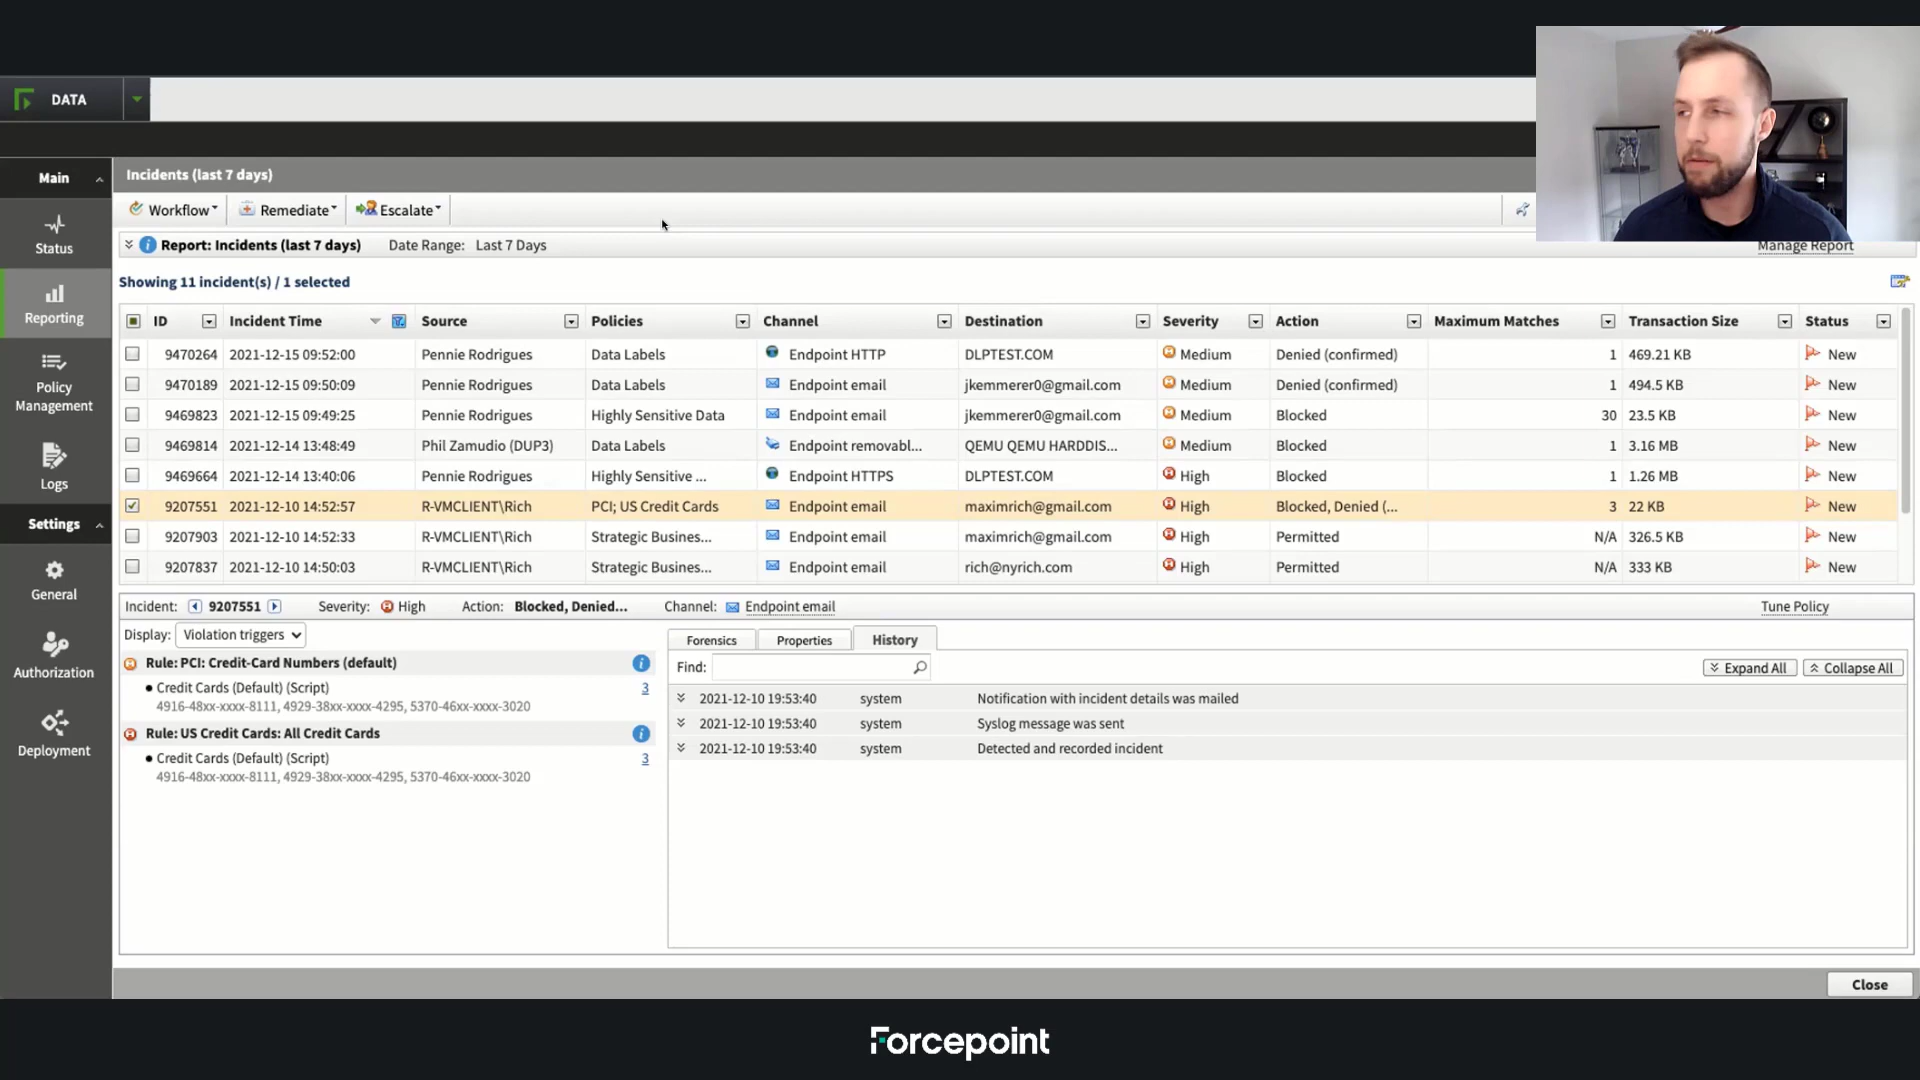 DATA
Main
Status
Reporting
Policy
Management
Logs
Settings
General
Authorization
Deployment
Incidents (last 7 days)
Workflow Remediate Escalate
Report: Incidents (last 7 days) Date Range: Last 7 Days Manage Report
Showing 11 incident(s) / 1 selected
ID Incident Time Source Policies Channel Destination Severity Action Maximum Matches Transaction Size Status
9470264 2021-12-15 09:52:00 Pennie Rodrigues Data Labels Endpoint HTTP DLPTEST.COM Medium Denied (confirmed) 1 469.21 KB New
9470189 2021-12-15 09:50:09 Pennie Rodrigues Data Labels Endpoint email jkemmerer0@gmail.com Medium Denied (confirmed) 1 494.5 KB New
9469823 2021-12-15 09:49:25 Pennie Rodrigues Highly Sensitive Data Endpoint email jkemmerer0@gmail.com Medium Blocked 30 23.5 KB New
9469814 2021-12-14 13:48:49 Phil Zamudio (DUP3) Data Labels Endpoint removabl... QEMU QEMU HARDDIS... Medium Blocked 1 3.16 MB New
9469664 2021-12-14 13:40:06 Pennie Rodrigues Highly Sensitive ... Endpoint HTTPS DLPTEST.COM High Blocked 1 1.26 MB New
9207551 2021-12-10 14:52:57 R-VMCLIENT\Rich PCI; US Credit Cards Endpoint email maximrich@gmail.com High Blocked, Denied (... 3 22 KB New
9207903 2021-12-10 14:52:33 R-VMCLIENT\Rich Strategic Busines... Endpoint email maximrich@gmail.com High Permitted N/A 326.5 KB New
9207837 2021-12-10 14:50:03 R-VMCLIENT\Rich Strategic Busines... Endpoint email rich@nyrich.com High Permitted N/A 333 KB New
Incident: 9207551 Severity: High Action: Blocked, Denied... Channel: Endpoint email Tune Policy
Display: Violation triggers
Rule: PCI: Credit-Card Numbers (default)
Credit Cards (Default) (Script) 3
4916-48xx-xxxx-8111, 4929-38xx-xxxx-4295, 5370-46xx-xxxx-3020
Rule: US Credit Cards: All Credit Cards
Credit Cards (Default) (Script) 3
4916-48xx-xxxx-8111, 4929-38xx-xxxx-4295, 5370-46xx-xxxx-3020
Forensics Properties History
Find: Expand All Collapse All
2021-12-10 19:53:40 system Notification with incident details was mailed
2021-12-10 19:53:40 system Syslog message was sent
2021-12-10 19:53:40 system Detected and recorded incident
Close
Forcepoint